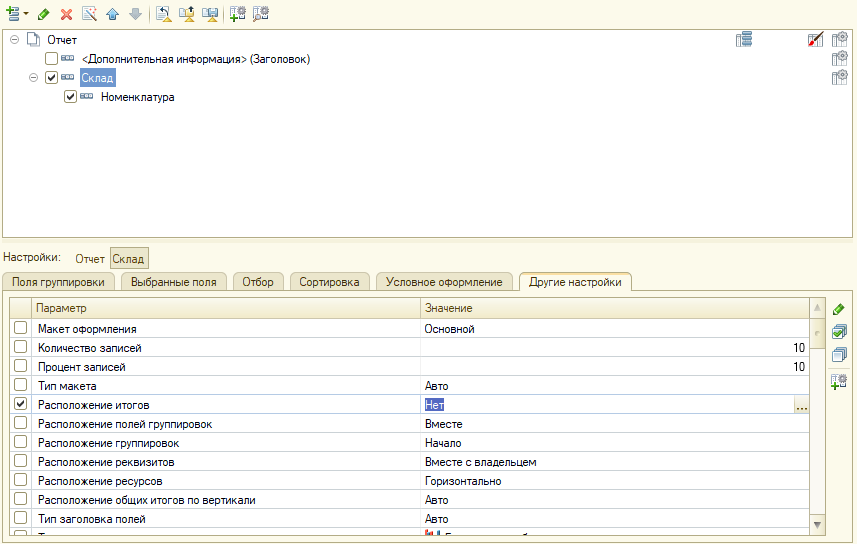 Отчет
<Дополнительная информация> (Заголовок)
Склад
Номенклатура
Настройки: Отчет Склад
Поля группировки Выбранные поля Отбор Сортировка Условное оформление Другие настройки
Параметр Значение
Макет оформления Основной
Количество записей 10
Процент записей 10
Тип макета Авто
Расположение итогов Нет ...
Расположение полей группировок Вместе
Расположение группировок Начало
Расположение реквизитов Вместе с владельцем
Расположение ресурсов Горизонтально
Расположение общих итогов по вертикали Авто
Тип заголовка полей Авто